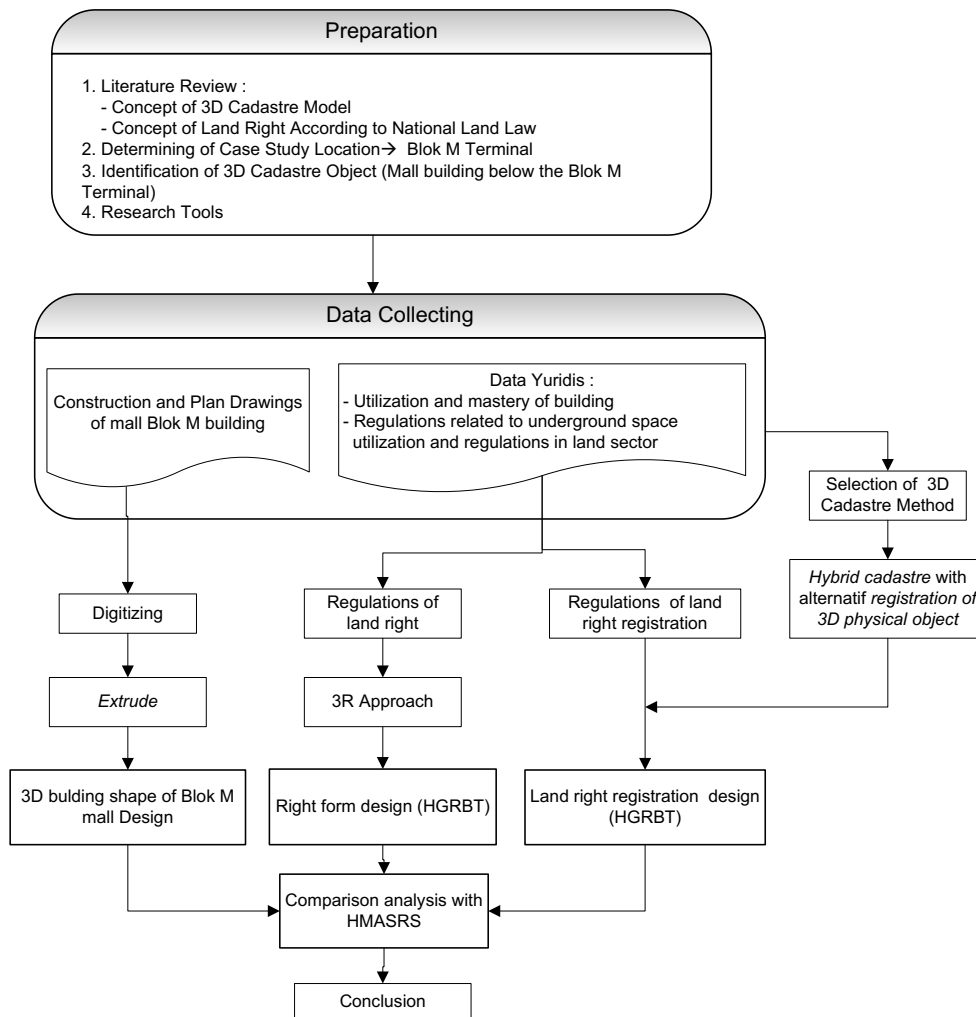 Preparation
1. Literature Review :
- Concept of 3D Cadastre Model
- Concept of Land Right According to National Land Law
2. Determining of Case Study Location→ Blok M Terminal
3. Identification of 3D Cadastre Object (Mall building below the Blok M
Terminal)
4. Research Tools
Data Collecting
Construction and Plan Drawings
of mall Blok M building
Data Yuridis :
- Utilization and mastery of building
- Regulations related to underground space
utilization and regulations in land sector
Selection of 3D
Cadastre Method
Hybrid cadastre with
alternatif registration of
3D physical object
Digitizing
Regulations of
land right
Regulations of land
right registration
Extrude
3R Approach
3D bulding shape of Blok M
mall Design
Right form design (HGRBT)
Land right registration design
(HGRBT)
Comparison analysis with
HMASRS
Conclusion